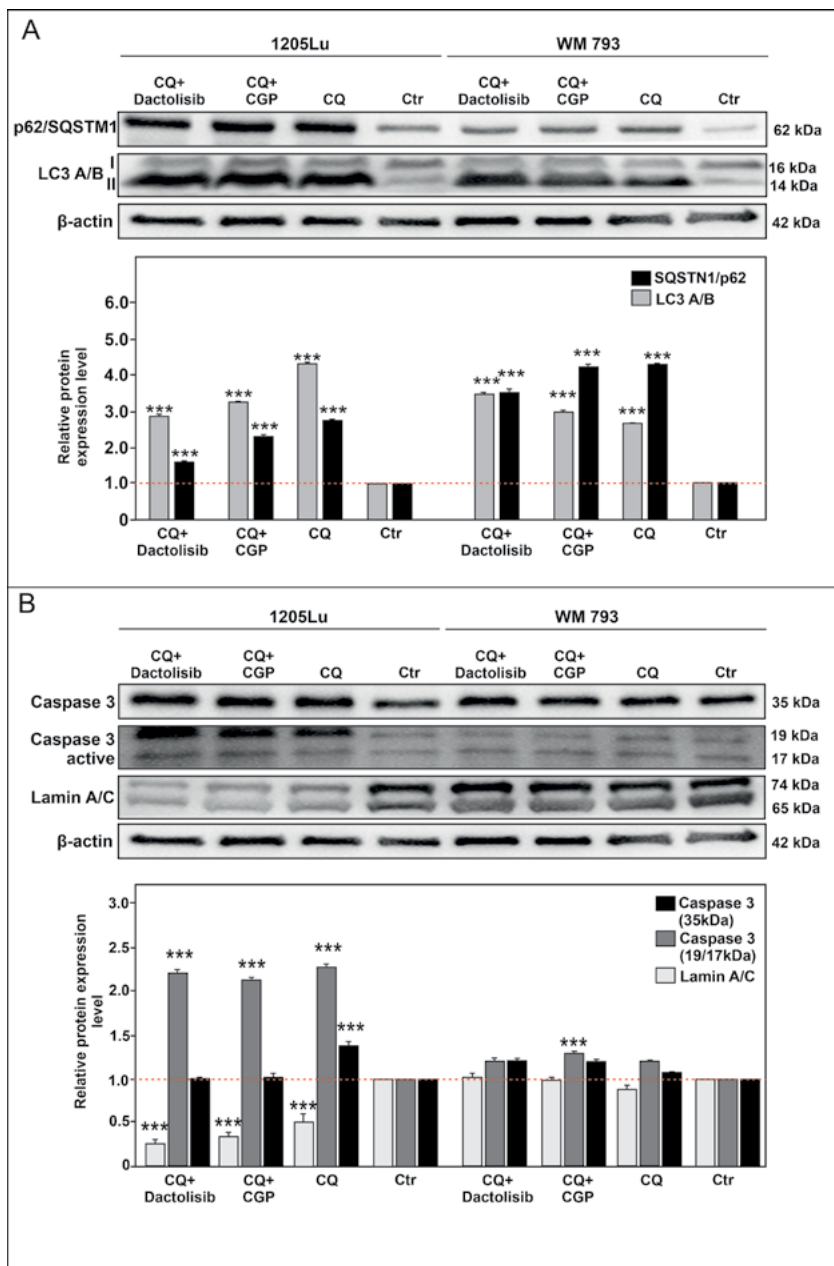 A
1205Lu WM 793
CQ+ Dactolisib CQ+ CGP CQ Ctr CQ+ Dactolisib CQ+ CGP CQ Ctr
p62/SQSTM1 62 kDa
LC3 A/B I 16 kDa
II 14 kDa
β-actin 42 kDa
SQSTN1/p62
LC3 A/B
Relative protein
expression level
6.0
5.0
4.0
3.0
2.0
1.0
0
*** *** *** *** *** *** *** *** *** *** *** ***
CQ+ Dactolisib CQ+ CGP CQ Ctr CQ+ Dactolisib CQ+ CGP CQ Ctr
B
1205Lu WM 793
CQ+ Dactolisib CQ+ CGP CQ Ctr CQ+ Dactolisib CQ+ CGP CQ Ctr
Caspase 3 35 kDa
Caspase 3 19 kDa
active 17 kDa
Lamin A/C 74 kDa
65 kDa
β-actin 42 kDa
Caspase 3
(35kDa)
Caspase 3
(19/17kDa)
Lamin A/C
Relative protein expression
level
3.0
2.5
2.0
1.5
1.0
0.5
0
*** *** *** *** *** *** *** ***
CQ+ Dactolisib CQ+ CGP CQ Ctr CQ+ Dactolisib CQ+ CGP CQ Ctr